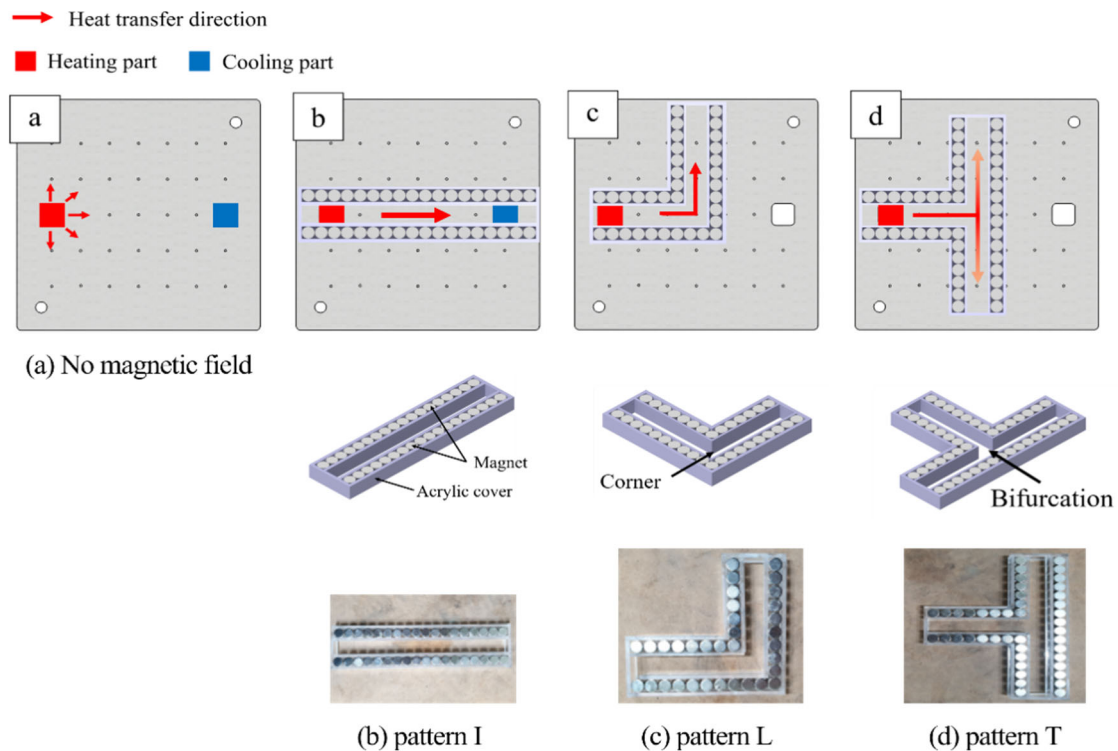 Heat transfer direction
Heating part Cooling part
a b c d
(a) No magnetic field
Magnet
Acrylic cover
Corner
Bifurcation
(b) pattern I (c) pattern L (d) pattern T